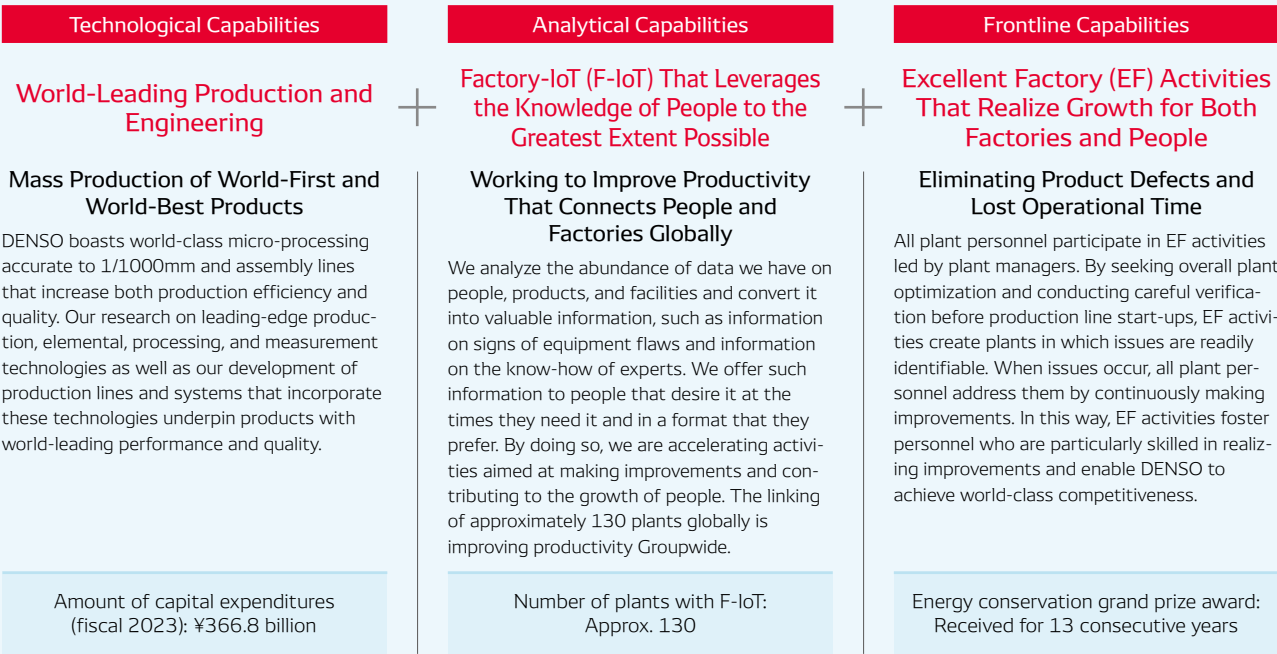 Technological Capabilities
World-Leading Production and
Engineering
Mass Production of World-First and
World-Best Products
DENSO boasts world-class micro-processing
accurate to 1/1000mm and assembly lines
that increase both production efficiency and
quality. Our research on leading-edge produc-
tion, elemental, processing, and measurement
technologies as well as our development of
production lines and systems that incorporate
these technologies underpin products with
world-leading performance and quality.
Amount of capital expenditures
(fiscal 2023): ¥366.8 billion
+
Analytical Capabilities
Factory-IoT (F-IoT) That Leverages
the Knowledge of People to the
Greatest Extent Possible
Working to Improve Productivity
That Connects People and
Factories Globally
We analyze the abundance of data we have on
people, products, and facilities and convert it
into valuable information, such as information
on signs of equipment flaws and information
on the know-how of experts. We offer such
information to people that desire it at the
times they need it and in a format that they
prefer. By doing so, we are accelerating activi-
ties aimed at making improvements and con-
tributing to the growth of people. The linking
of approximately 130 plants globally is
improving productivity Groupwide.
Number of plants with F-IoT:
Approx. 130
+
Frontline Capabilities
Excellent Factory (EF) Activities
That Realize Growth for Both
Factories and People
Eliminating Product Defects and
Lost Operational Time
All plant personnel participate in EF activities
led by plant managers. By seeking overall plant
optimization and conducting careful verifica-
tion before production line start-ups, EF activi-
ties create plants in which issues are readily
identifiable. When issues occur, all plant per-
sonnel address them by continuously making
improvements. In this way, EF activities foster
personnel who are particularly skilled in realiz-
ing improvements and enable DENSO to
achieve world-class competitiveness.
Energy conservation grand prize award:
Received for 13 consecutive years